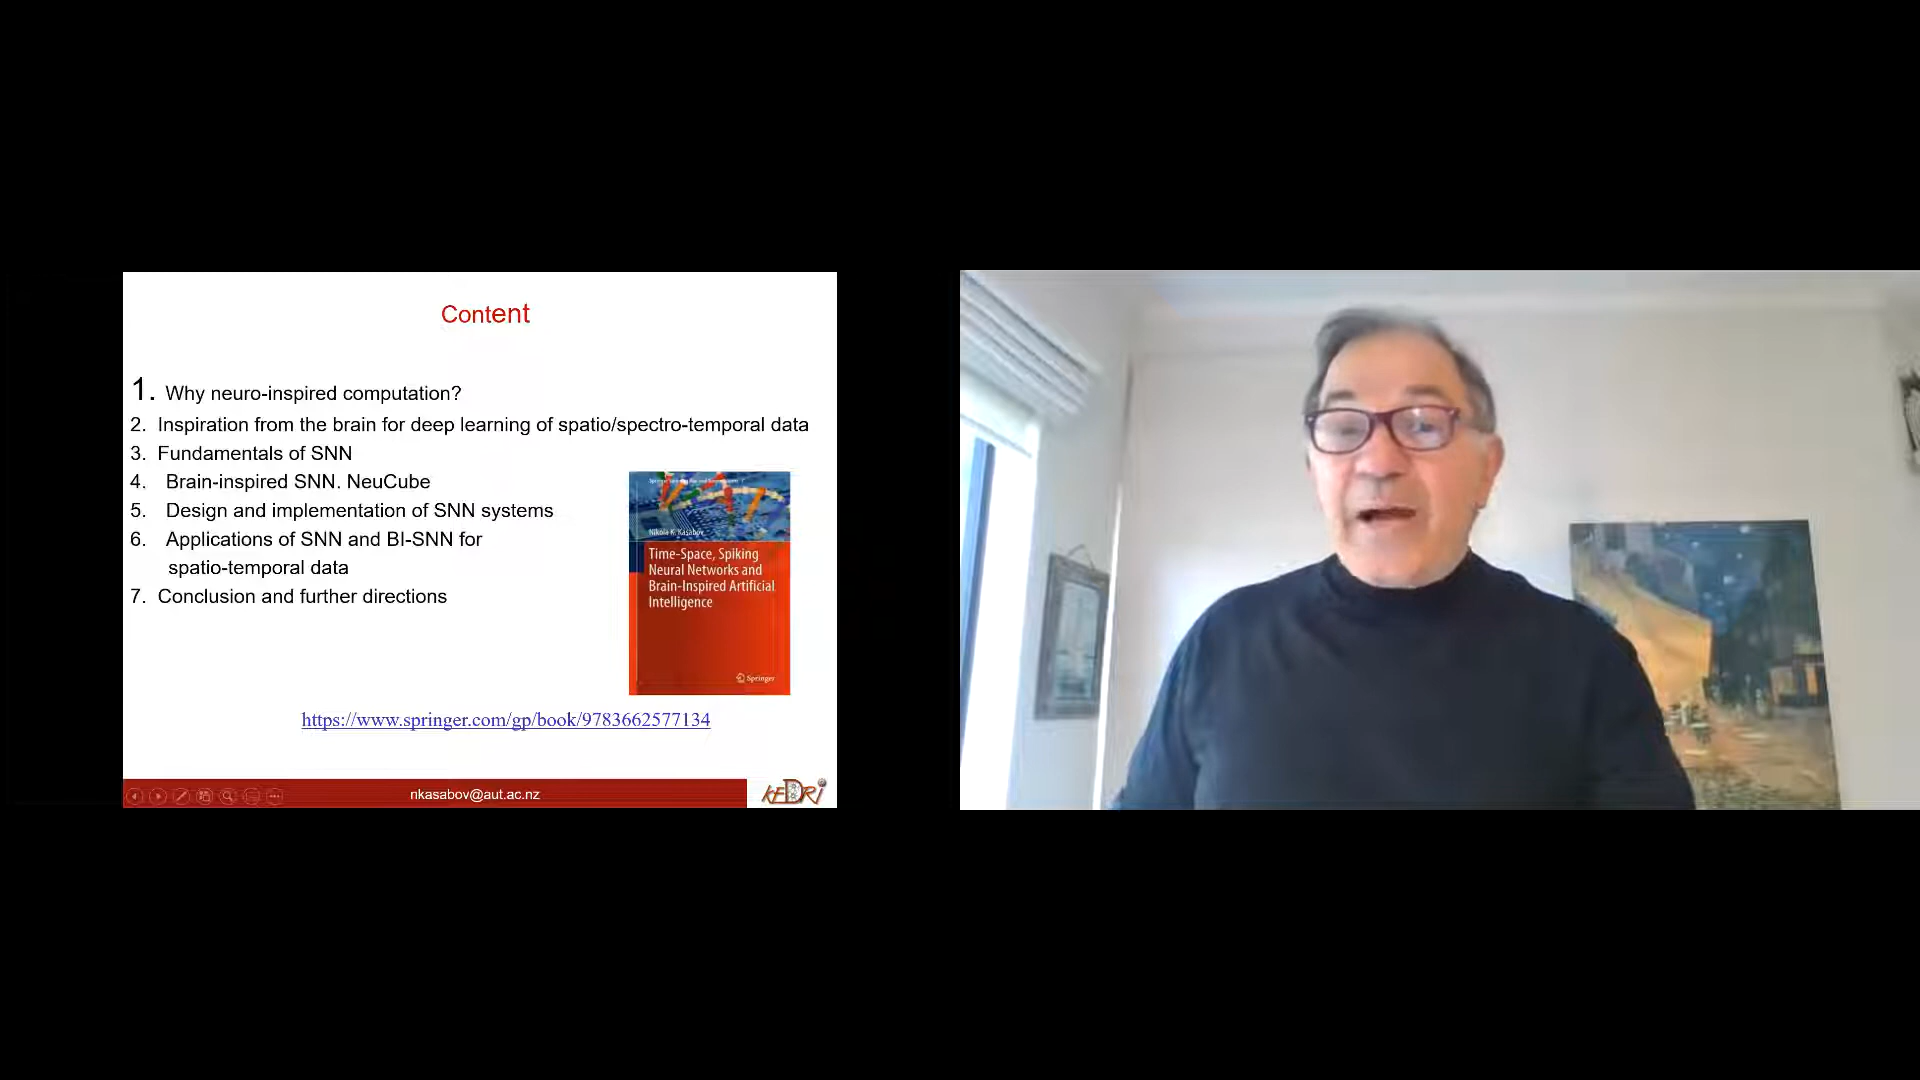 Content
1. Why neuro-inspired computation?
2. Inspiration from the brain for deep learning of spatio/spectro-temporal data
3. Fundamentals of SNN
4. Brain-inspired SNN. NeuCube
5. Design and implementation of SNN systems
6. Applications of SNN and BI-SNN for
spatio-temporal data
7. Conclusion and further directions
Nikola K. Kasabov
Time-Space, Spiking
Neural Networks and
Brain-Inspired Artificial
Intelligence
Springer
https://www.springer.com/gp/book/9783662577134
nkasabov@aut.ac.nz
KEDRI